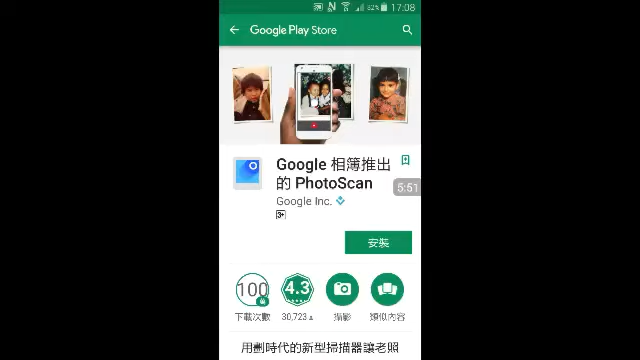 82% 17:08
Google Play Store
Google 相簿推出
的 PhotoScan
5:51
Google Inc.
3+
安裝
100 4.3
下載次數 30,723 攝影 類似內容
用劃時代的新型掃描器讓老照